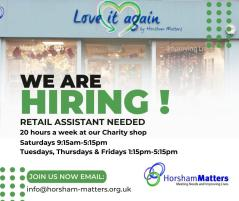 Love it again
by Horsham Matters
WE ARE
HIRING !
RETAIL ASSISTANT NEEDED
20 hours a week at our Charity shop
Saturdays 9:15am-5:15pm
Tuesdays, Thursdays & Fridays 1:15pm-5:15pm
JOIN US NOW EMAIL:
info@horsham-matters.org.uk
HorshamMatters
Meeting Needs and Improving Lives